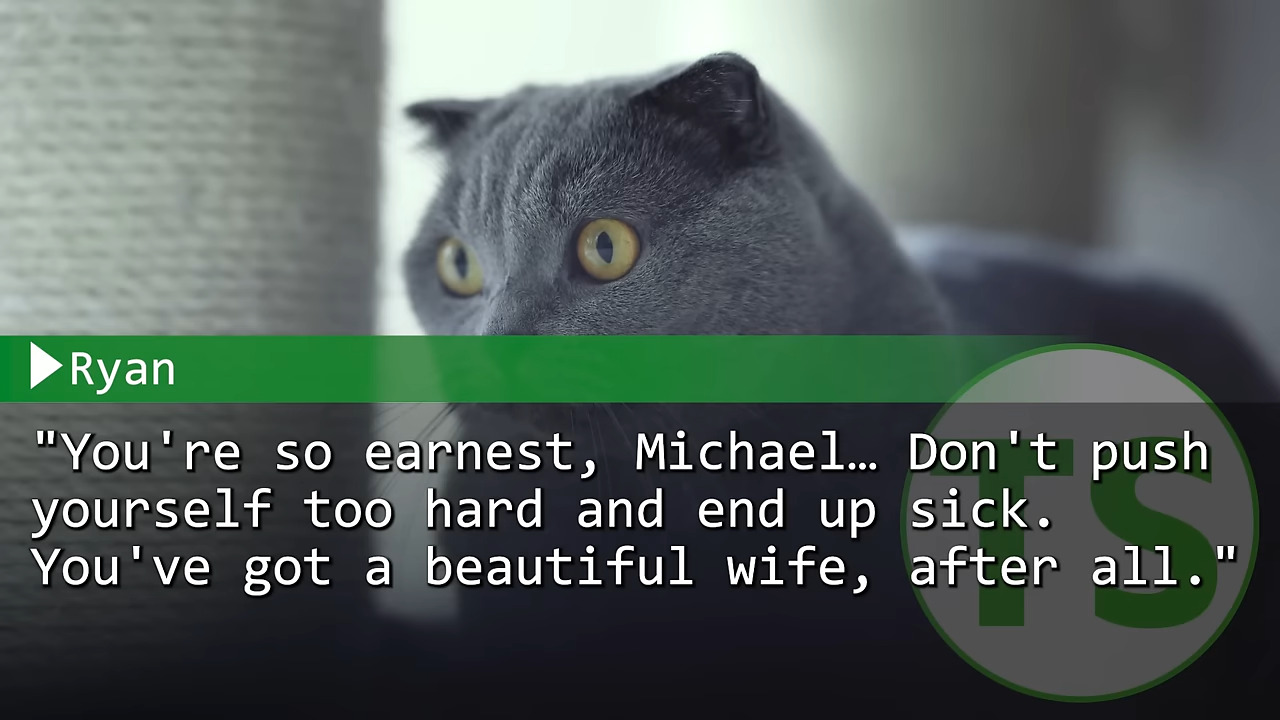 Ryan
"You're so earnest, Michael… Don't push
yourself too hard and end up sick.
You've got a beautiful wife, after all."
TS